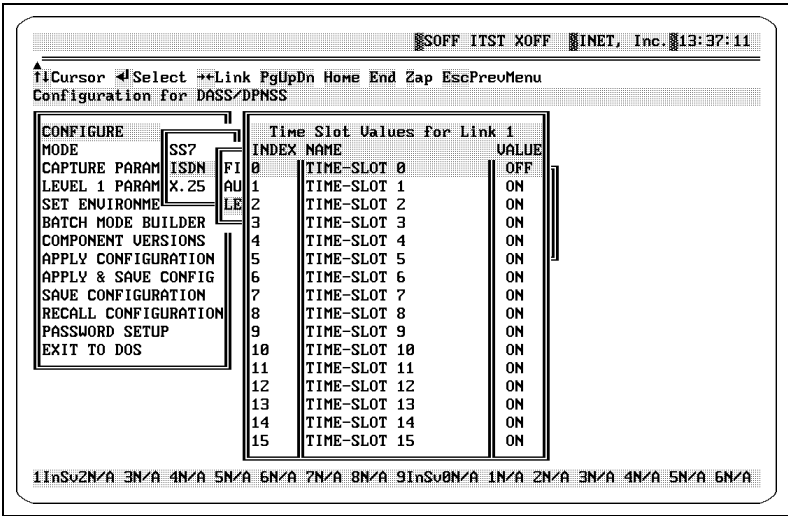 SOFF ITST XOFF INET, Inc. 13:37:11
↑↓Cursor ◄┘Select →←Link PgUpDn Home End Zap EscPrevMenu
Configuration for DASS/DPNSS
CONFIGURE
MODE
CAPTURE PARAM
LEVEL 1 PARAM
SET ENVIRONME
BATCH MODE BUILDER
COMPONENT VERSIONS
APPLY CONFIGURATION
APPLY & SAVE CONFIG
SAVE CONFIGURATION
RECALL CONFIGURATION
PASSWORD SETUP
EXIT TO DOS
SS7
ISDN
X.25
FI
AU
LE
Time Slot Values for Link 1
INDEX NAME VALUE
0 TIME-SLOT 0 OFF
1 TIME-SLOT 1 ON
2 TIME-SLOT 2 ON
3 TIME-SLOT 3 ON
4 TIME-SLOT 4 ON
5 TIME-SLOT 5 ON
6 TIME-SLOT 6 ON
7 TIME-SLOT 7 ON
8 TIME-SLOT 8 ON
9 TIME-SLOT 9 ON
10 TIME-SLOT 10 ON
11 TIME-SLOT 11 ON
12 TIME-SLOT 12 ON
13 TIME-SLOT 13 ON
14 TIME-SLOT 14 ON
15 TIME-SLOT 15 ON
1InSv2N/A 3N/A 4N/A 5N/A 6N/A 7N/A 8N/A 9InSv0N/A 1N/A 2N/A 3N/A 4N/A 5N/A 6N/A